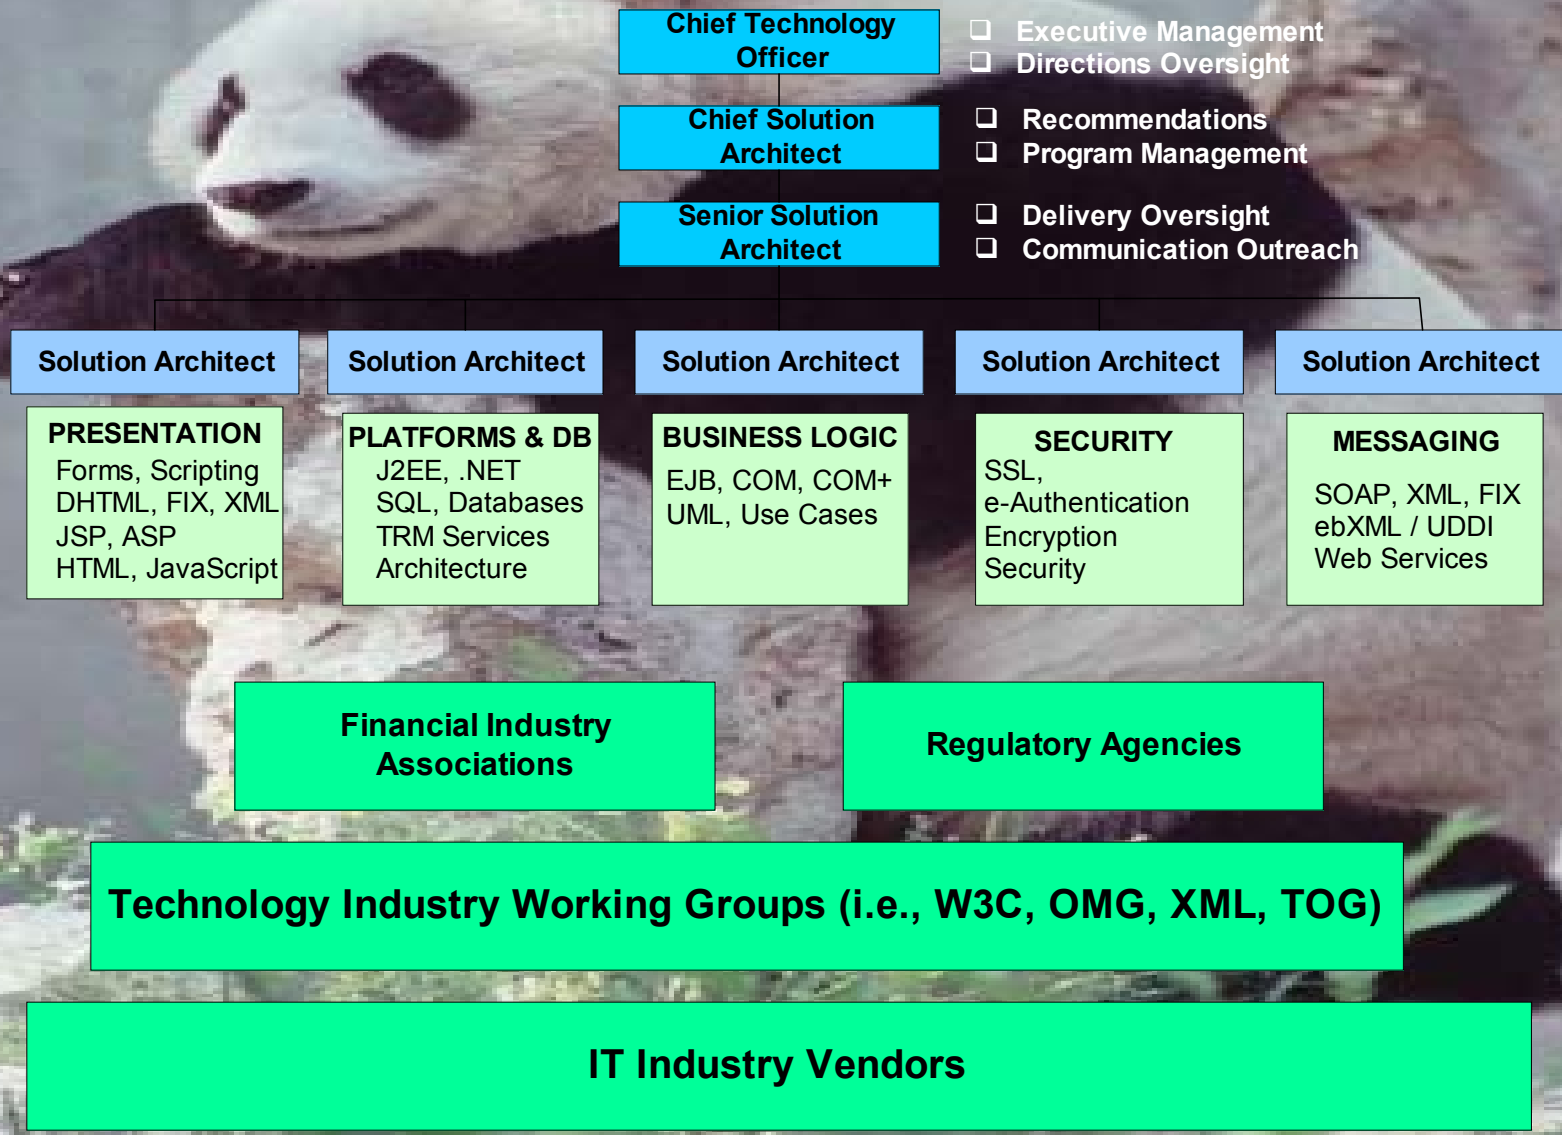 Chief Technology
Officer
❑ Executive Management
❑ Directions Oversight
Chief Solution
Architect
❑ Recommendations
❑ Program Management
Senior Solution
Architect
❑ Delivery Oversight
❑ Communication Outreach
Solution Architect
Solution Architect
Solution Architect
Solution Architect
Solution Architect
PRESENTATION
Forms, Scripting
DHTML, FIX, XML
JSP, ASP
HTML, JavaScript
PLATFORMS & DB
J2EE, .NET
SQL, Databases
TRM Services
Architecture
BUSINESS LOGIC
EJB, COM, COM+
UML, Use Cases
SECURITY
SSL,
e-Authentication
Encryption
Security
MESSAGING
SOAP, XML, FIX
ebXML / UDDI
Web Services
Financial Industry
Associations
Regulatory Agencies
Technology Industry Working Groups (i.e., W3C, OMG, XML, TOG)
IT Industry Vendors